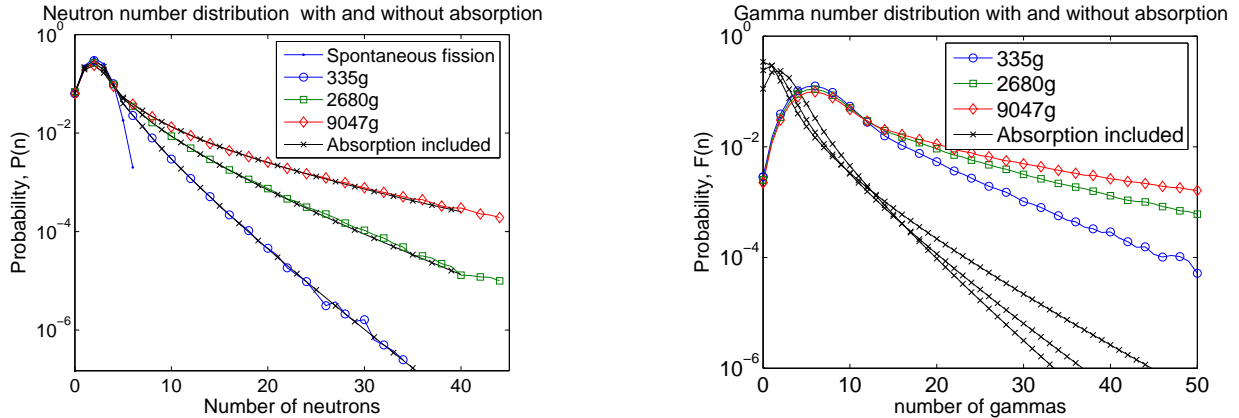 Neutron number distribution  with and without absorption
10^0
10^−2
10^−4
10^−6
Probability, P(n)
Spontaneous fission
335g
2680g
9047g
Absorption included
0
10
20
30
40
Number of neutrons
Gamma number distribution with and without absorption
10^0
10^−2
10^−4
10^−6
Probability, F(n)
335g
2680g
9047g
Absorption included
0
10
20
30
40
50
number of gammas